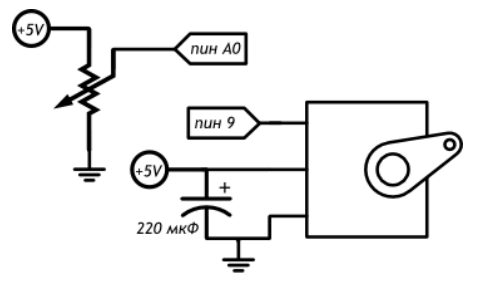 +5V
пин A0
пин 9
+5V
+
220 мкФ